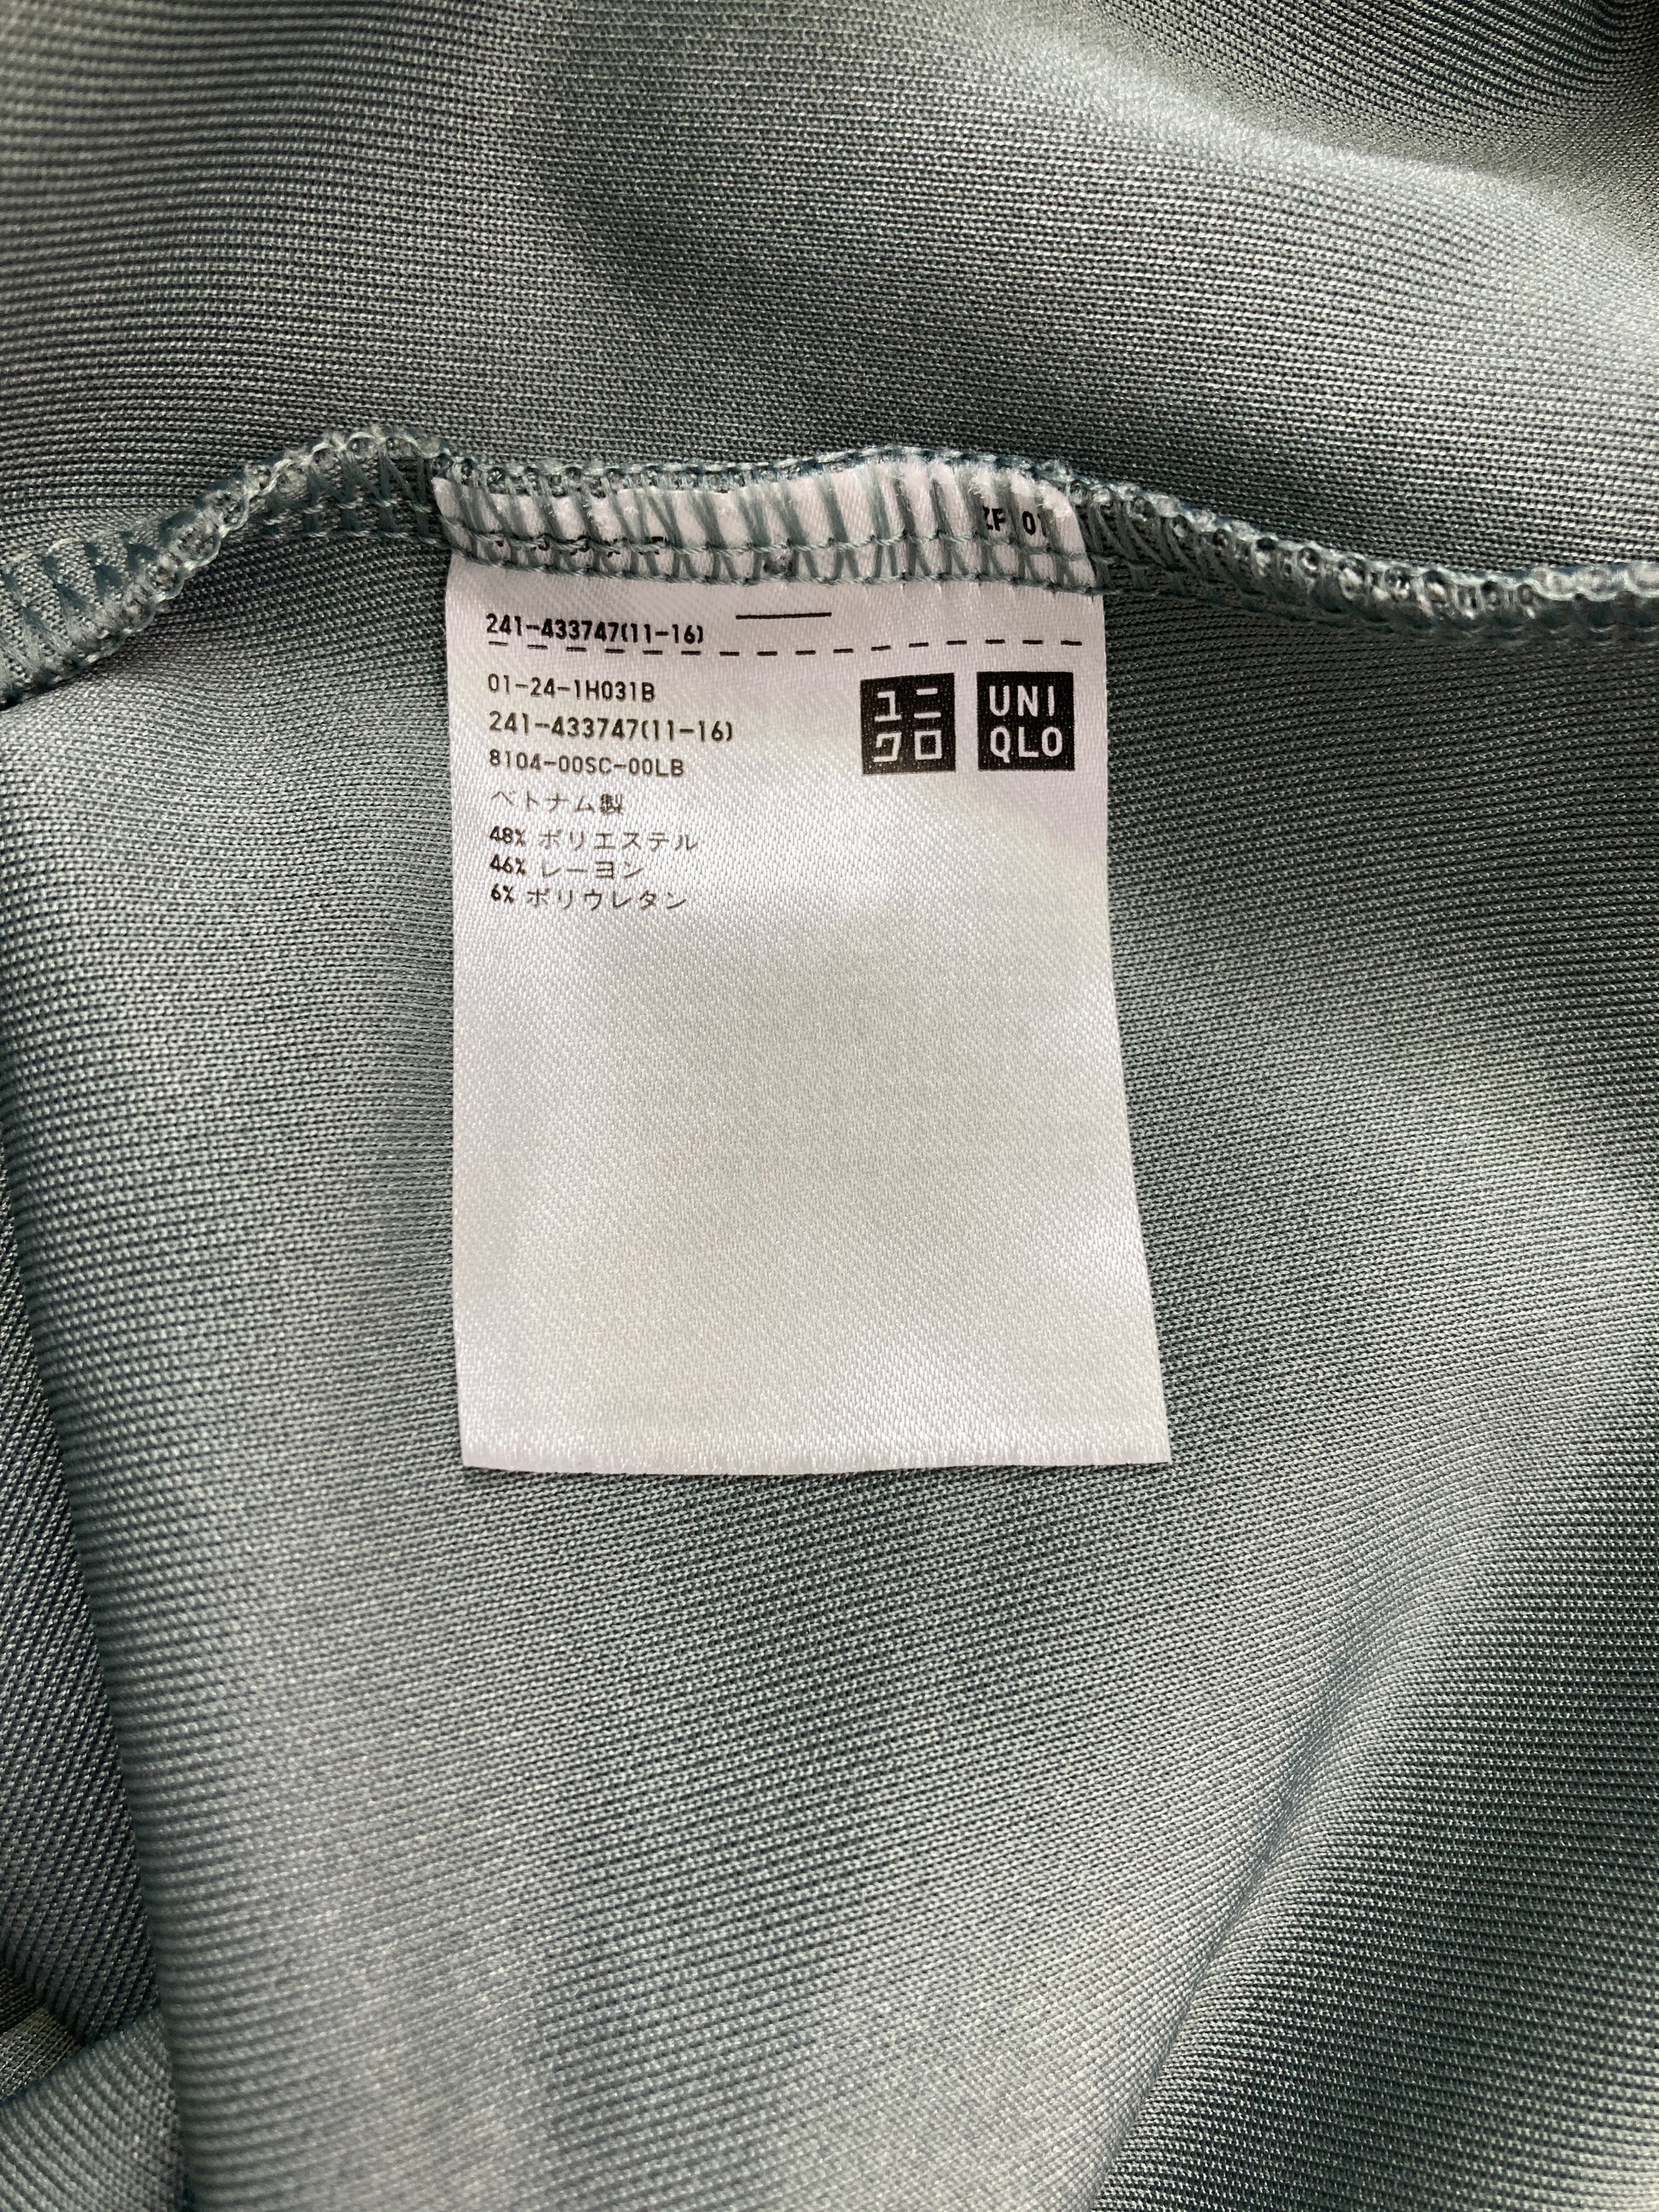 ZF 01
241-433747(11-16)
01-24-1H031B
241-433747(11-16)
8104-00SC-00LB
ベトナム製
48% ポリエステル
46% レーヨン
6% ポリウレタン
ユニ
クロ
UNI
QLO